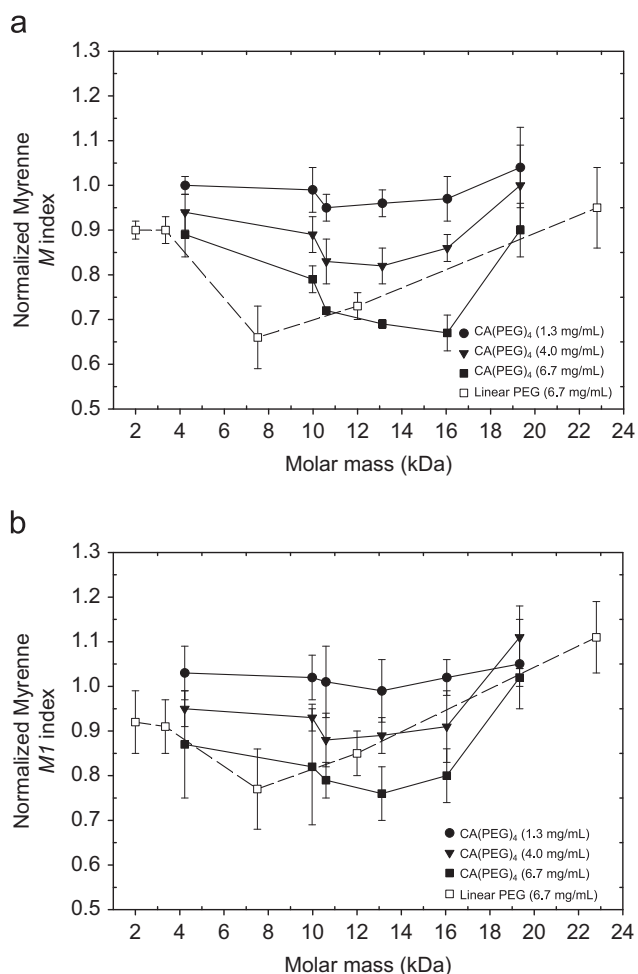 a
Normalized Myrenne
M index
1.3
1.2
1.1
1.0
0.9
0.8
0.7
0.6
0.5
CA(PEG)₄ (1.3 mg/mL)
CA(PEG)₄ (4.0 mg/mL)
CA(PEG)₄ (6.7 mg/mL)
Linear PEG (6.7 mg/mL)
2 4 6 8 10 12 14 16 18 20 22 24
Molar mass (kDa)
b
Normalized Myrenne
M1 index
1.3
1.2
1.1
1.0
0.9
0.8
0.7
0.6
0.5
CA(PEG)₄ (1.3 mg/mL)
CA(PEG)₄ (4.0 mg/mL)
CA(PEG)₄ (6.7 mg/mL)
Linear PEG (6.7 mg/mL)
2 4 6 8 10 12 14 16 18 20 22 24
Molar mass (kDa)